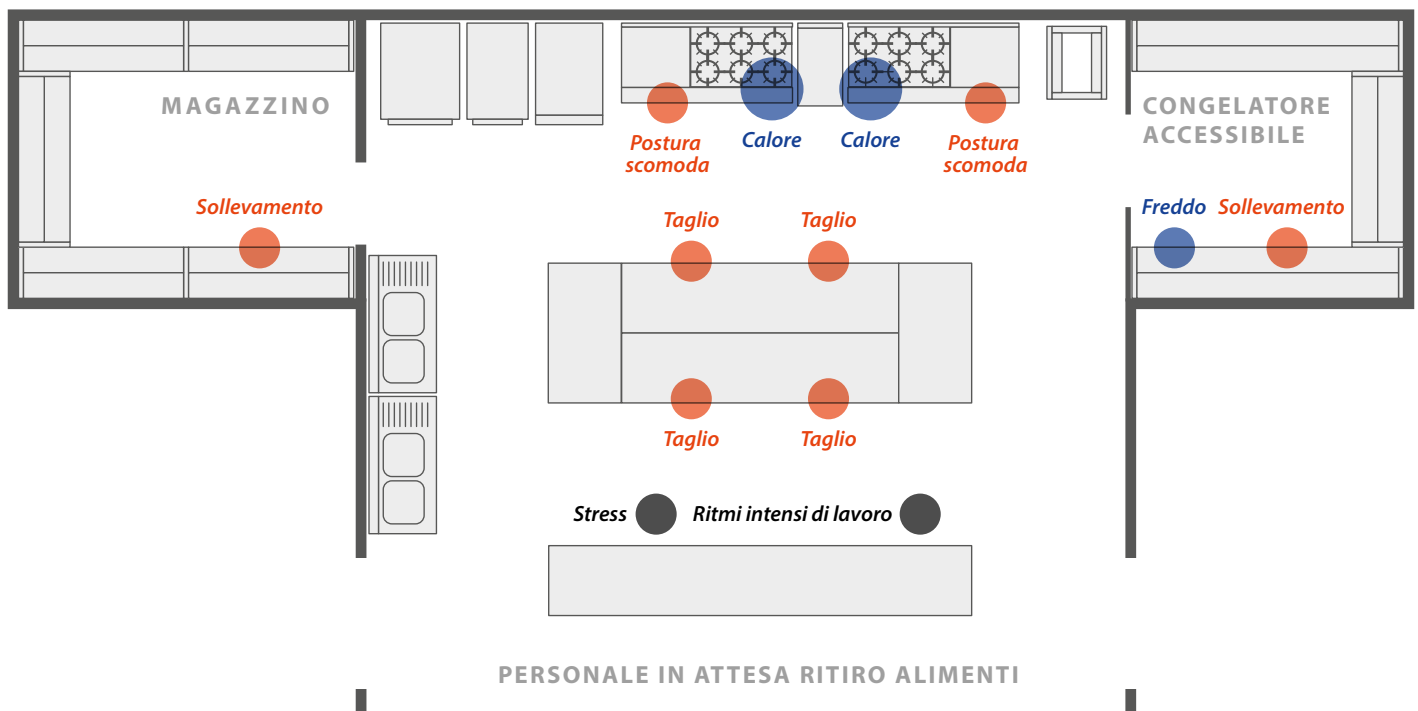 MAGAZZINO
CONGELATORE
ACCESSIBILE
Postura
scomoda
Calore
Calore
Postura
scomoda
Sollevamento
Taglio
Taglio
Freddo
Sollevamento
Taglio
Taglio
Stress
Ritmi intensi di lavoro
PERSONALE IN ATTESA RITIRO ALIMENTI